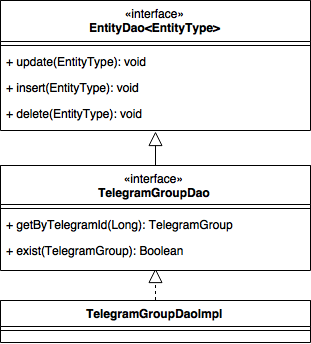 «interface»
EntityDao<EntityType>
+ update(EntityType): void
+ insert(EntityType): void
+ delete(EntityType): void
«interface»
TelegramGroupDao
+ getByTelegramId(Long): TelegramGroup
+ exist(TelegramGroup): Boolean
TelegramGroupDaoImpl